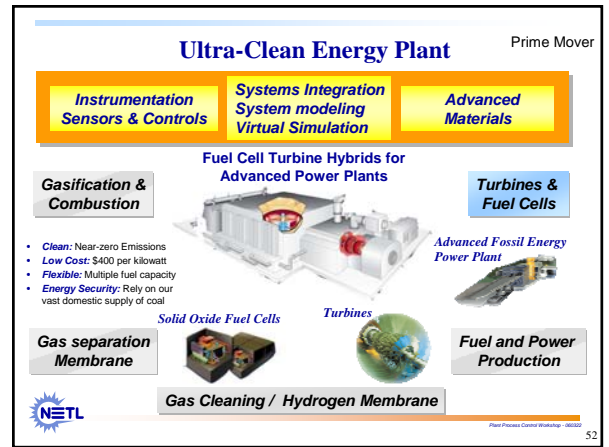 Ultra-Clean Energy Plant
Prime Mover
Instrumentation
Sensors & Controls
Systems Integration
System modeling
Virtual Simulation
Advanced
Materials
Fuel Cell Turbine Hybrids for
Advanced Power Plants
Gasification &
Combustion
Turbines &
Fuel Cells
• Clean: Near-zero Emissions
• Low Cost: $400 per kilowatt
• Flexible: Multiple fuel capacity
• Energy Security: Rely on our
vast domestic supply of coal
Advanced Fossil Energy
Power Plant
Solid Oxide Fuel Cells
Turbines
Gas separation
Membrane
Fuel and Power
Production
Gas Cleaning / Hydrogen Membrane
NETL
Plant Process Control Workshop - 060322
52